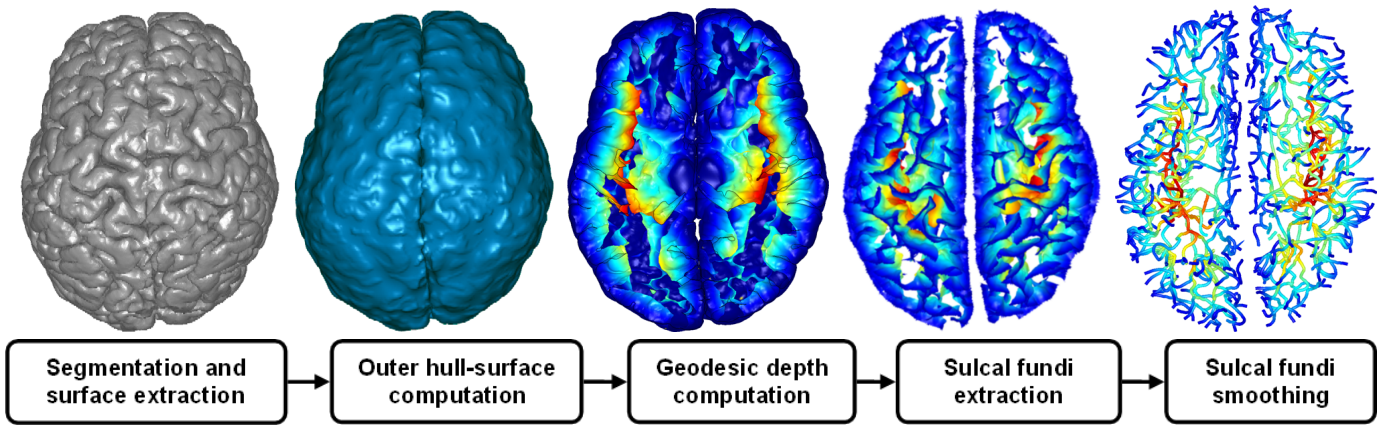 Segmentation and
surface extraction
Outer hull-surface
computation
Geodesic depth
computation
Sulcal fundi
extraction
Sulcal fundi
smoothing